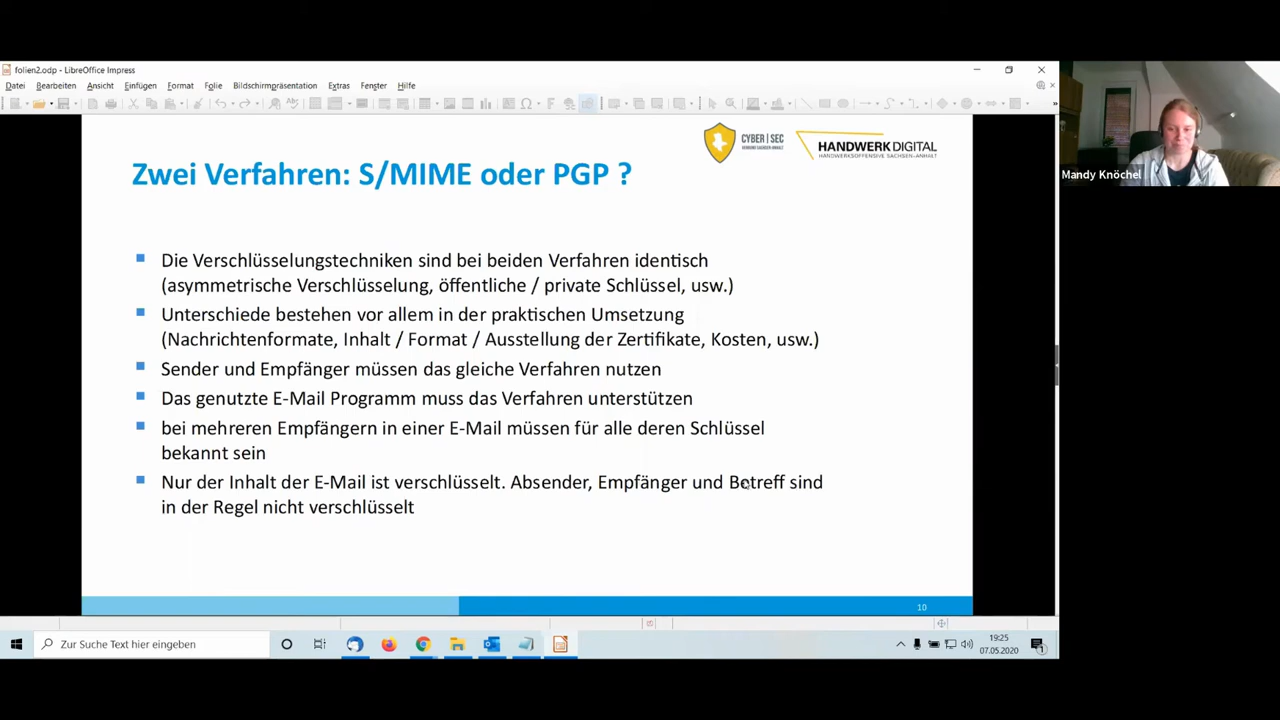 folien2.odp - LibreOffice Impress
Datei Bearbeiten Ansicht Einfügen Format Folie Bildschirmpräsentation Extras Fenster Hilfe
CYBER | SEC
HANDWERK DIGITAL
HANDWERKSOFFENSIVE SACHSEN-ANHALT
Mandy Knöchel
Zwei Verfahren: S/MIME oder PGP ?
Die Verschlüsselungstechniken sind bei beiden Verfahren identisch
(asymmetrische Verschlüsselung, öffentliche / private Schlüssel, usw.)
Unterschiede bestehen vor allem in der praktischen Umsetzung
(Nachrichtenformate, Inhalt / Format / Ausstellung der Zertifikate, Kosten, usw.)
Sender und Empfänger müssen das gleiche Verfahren nutzen
Das genutzte E-Mail Programm muss das Verfahren unterstützen
bei mehreren Empfängern in einer E-Mail müssen für alle deren Schlüssel
bekannt sein
Nur der Inhalt der E-Mail ist verschlüsselt. Absender, Empfänger und Betreff sind
in der Regel nicht verschlüsselt
10
Zur Suche Text hier eingeben
19:25
07.05.2020
1